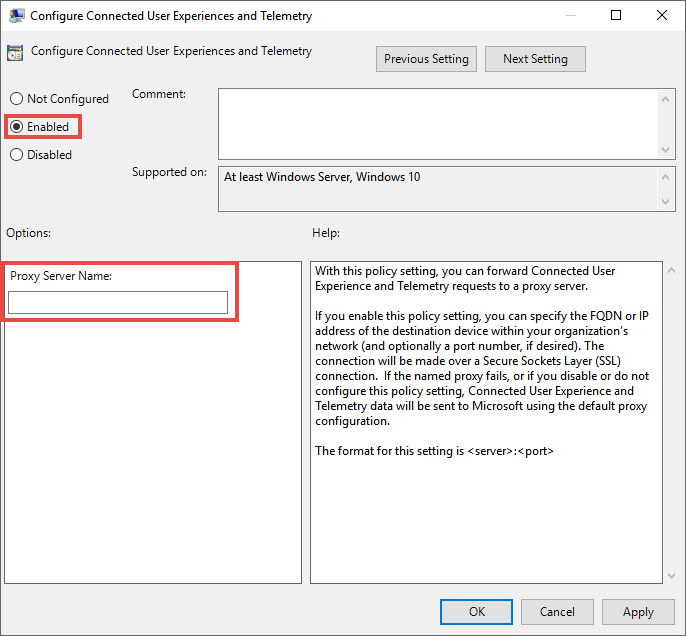 Configure Connected User Experiences and Telemetry
Configure Connected User Experiences and Telemetry
Previous Setting
Next Setting
Not Configured
Enabled
Disabled
Comment:
Supported on:
At least Windows Server, Windows 10
Options:
Help:
Proxy Server Name:
With this policy setting, you can forward Connected User
Experience and Telemetry requests to a proxy server.
If you enable this policy setting, you can specify the FQDN or IP
address of the destination device within your organization's
network (and optionally a port number, if desired). The
connection will be made over a Secure Sockets Layer (SSL)
connection.  If the named proxy fails, or if you disable or do not
configure this policy setting, Connected User Experience and
Telemetry data will be sent to Microsoft using the default proxy
configuration.
The format for this setting is <server>:<port>
OK
Cancel
Apply